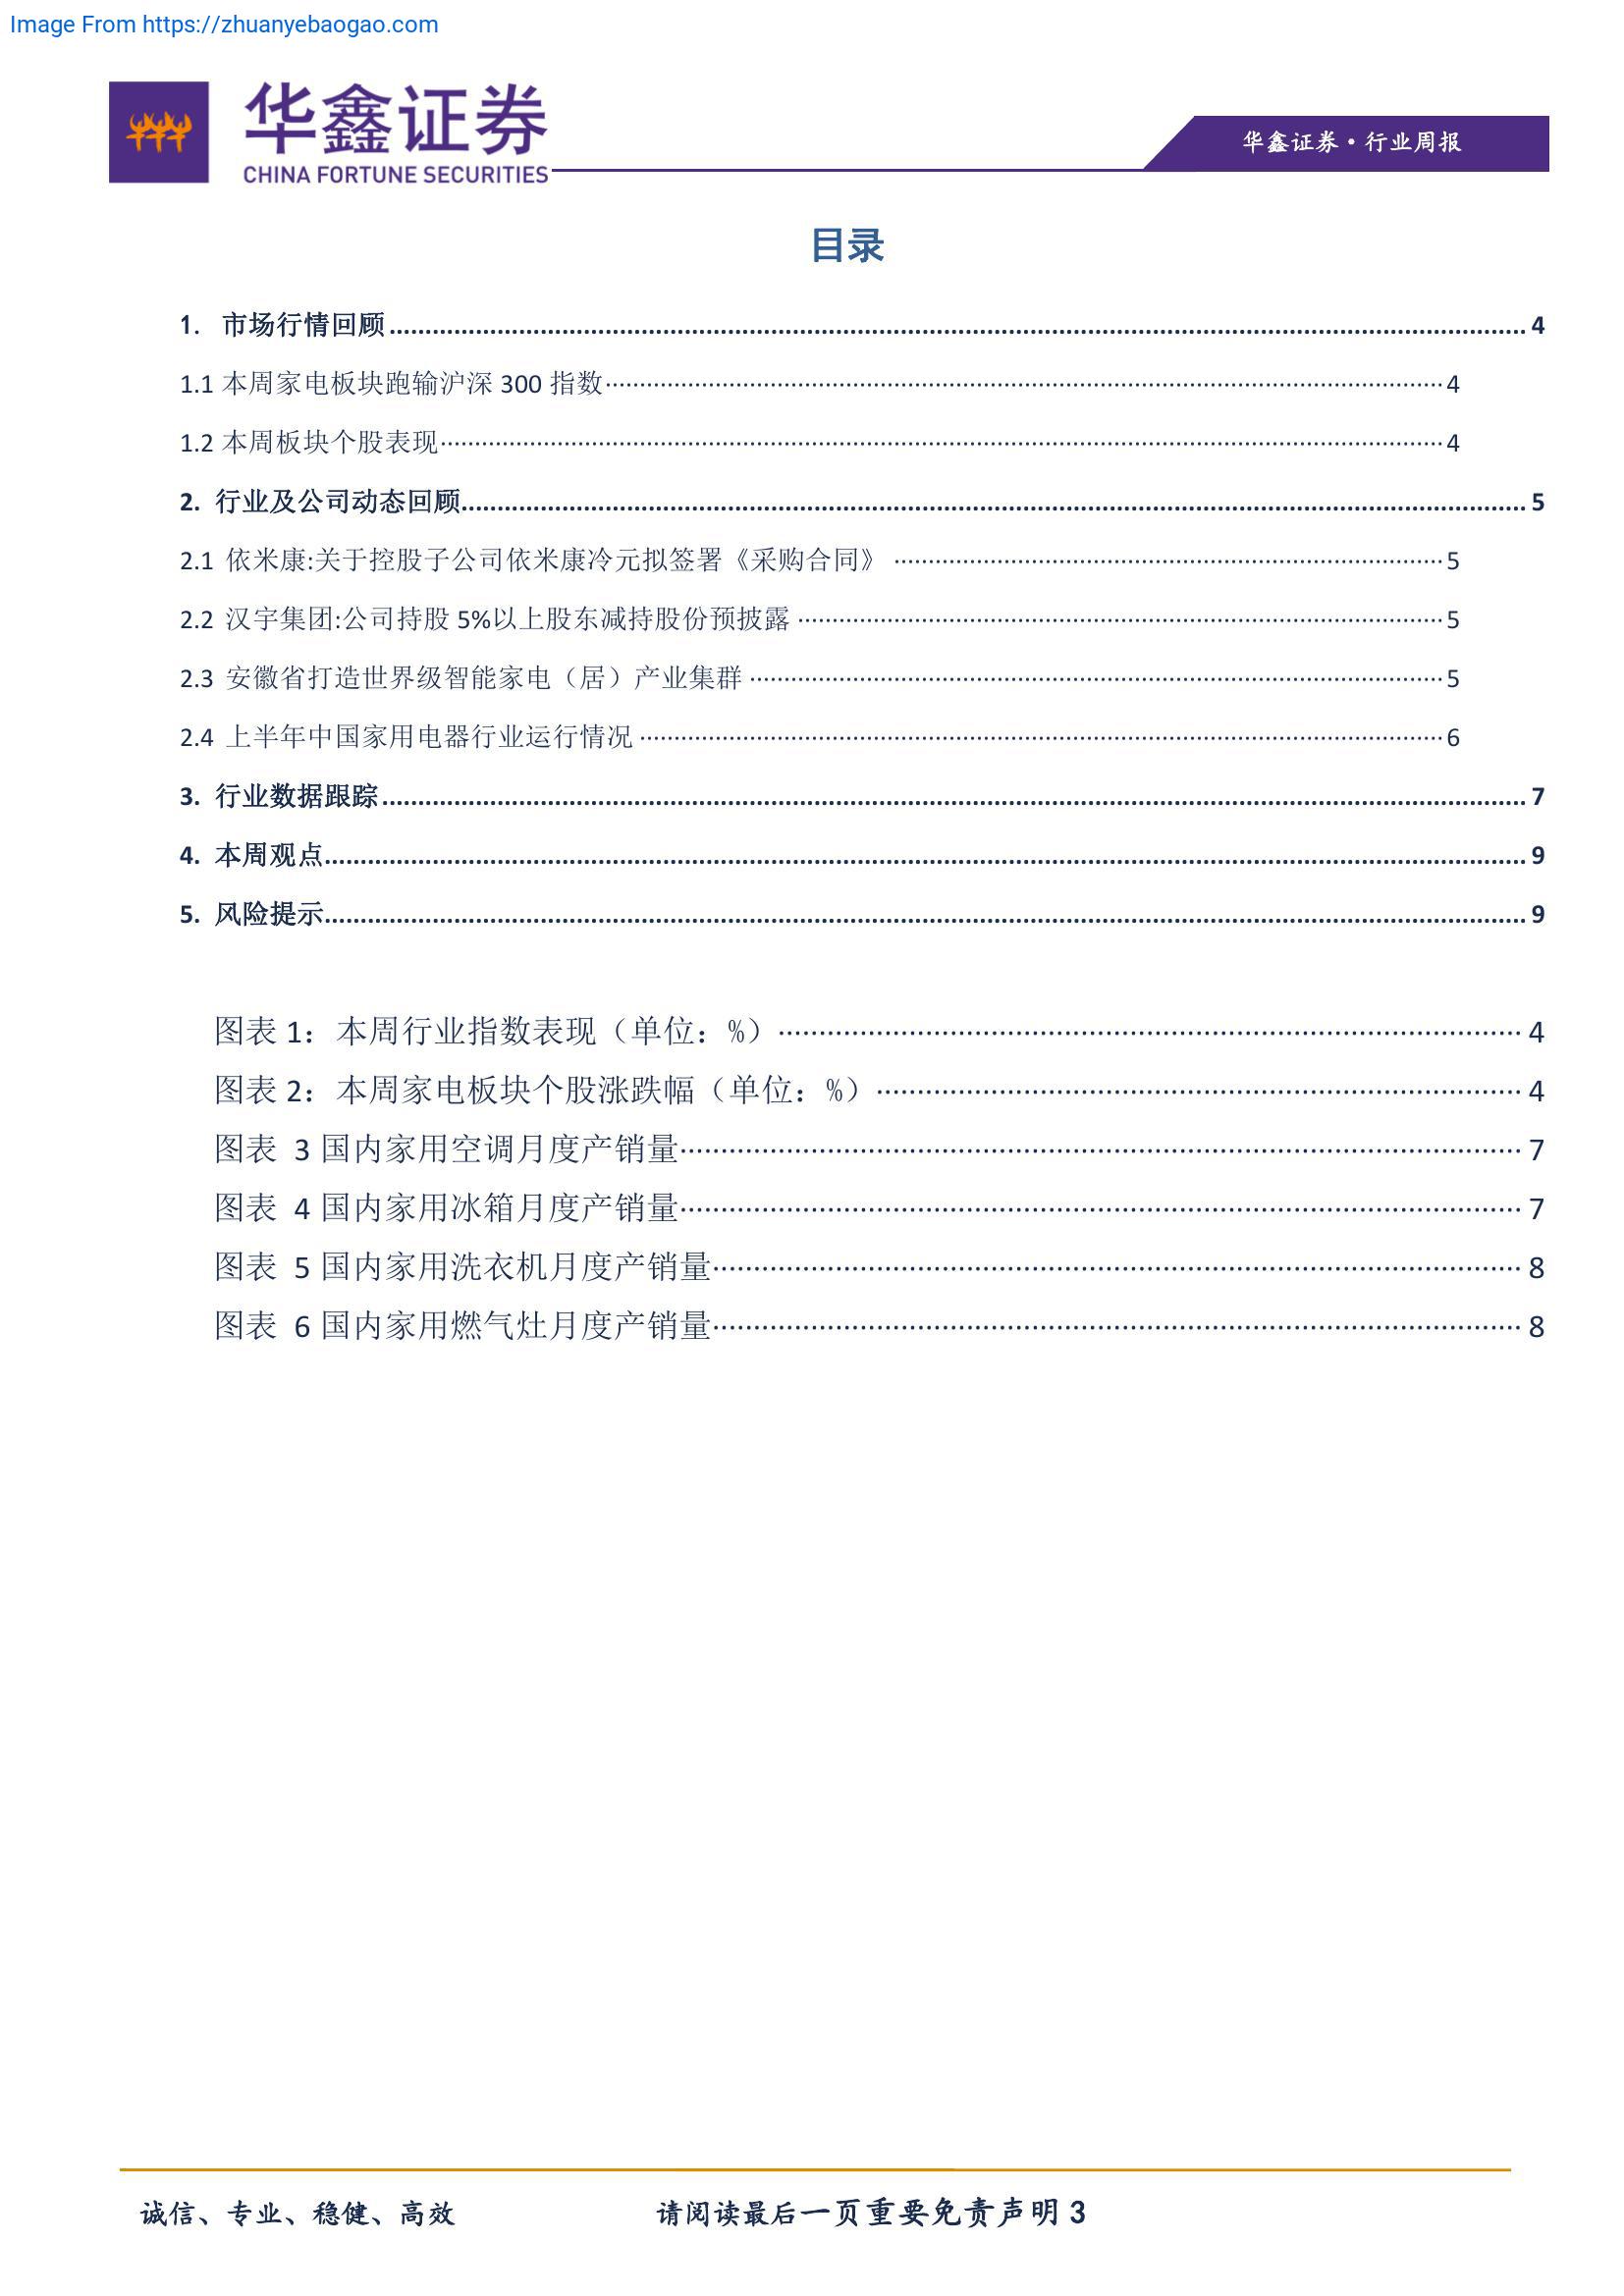 Image From https://zhuanyebaogao.com
华鑫证券
CHINA FORTUNE SECURITIES
华鑫证券·行业周报
目录
1. 市场行情回顾........................................4
1.1 本周家电板块跑输沪深 300 指数........................................4
1.2 本周板块个股表现........................................4
2. 行业及公司动态回顾........................................5
2.1 依米康:关于控股子公司依米康冷元拟签署《采购合同》........................................5
2.2 汉宇集团:公司持股 5%以上股东减持股份预披露........................................5
2.3 安徽省打造世界级智能家电（居）产业集群........................................5
2.4 上半年中国家用电器行业运行情况........................................6
3. 行业数据跟踪........................................7
4. 本周观点........................................9
5. 风险提示........................................9
图表 1：本周行业指数表现（单位：%）........................................4
图表 2：本周家电板块个股涨跌幅（单位：%）........................................4
图表 3 国内家用空调月度产销量........................................7
图表 4 国内家用冰箱月度产销量........................................7
图表 5 国内家用洗衣机月度产销量........................................8
图表 6 国内家用燃气灶月度产销量........................................8
诚信、专业、稳健、高效 请阅读最后一页重要免责声明 3